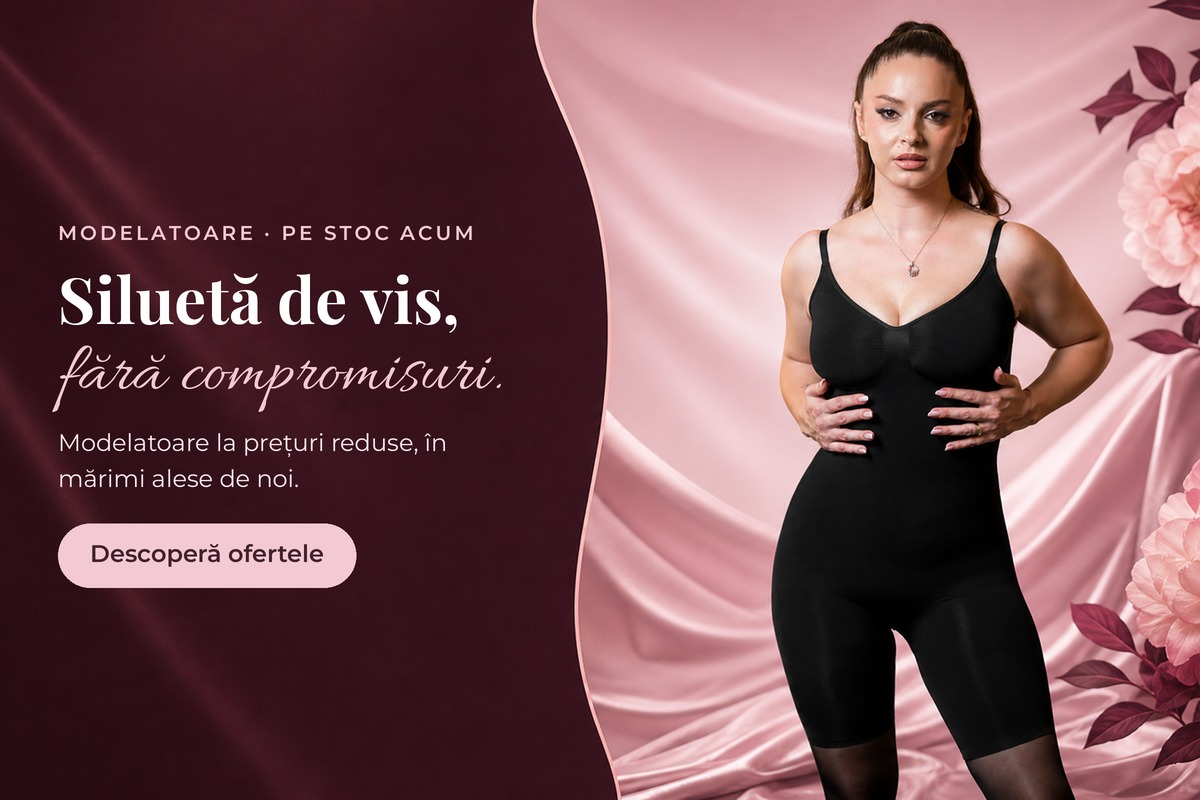 MODELATOARE · PE STOC ACUM
Siluetă de vis,
fără compromisuri.
Modelatoare la prețuri reduse, în
mărimi alese de noi.
Descoperă ofertele